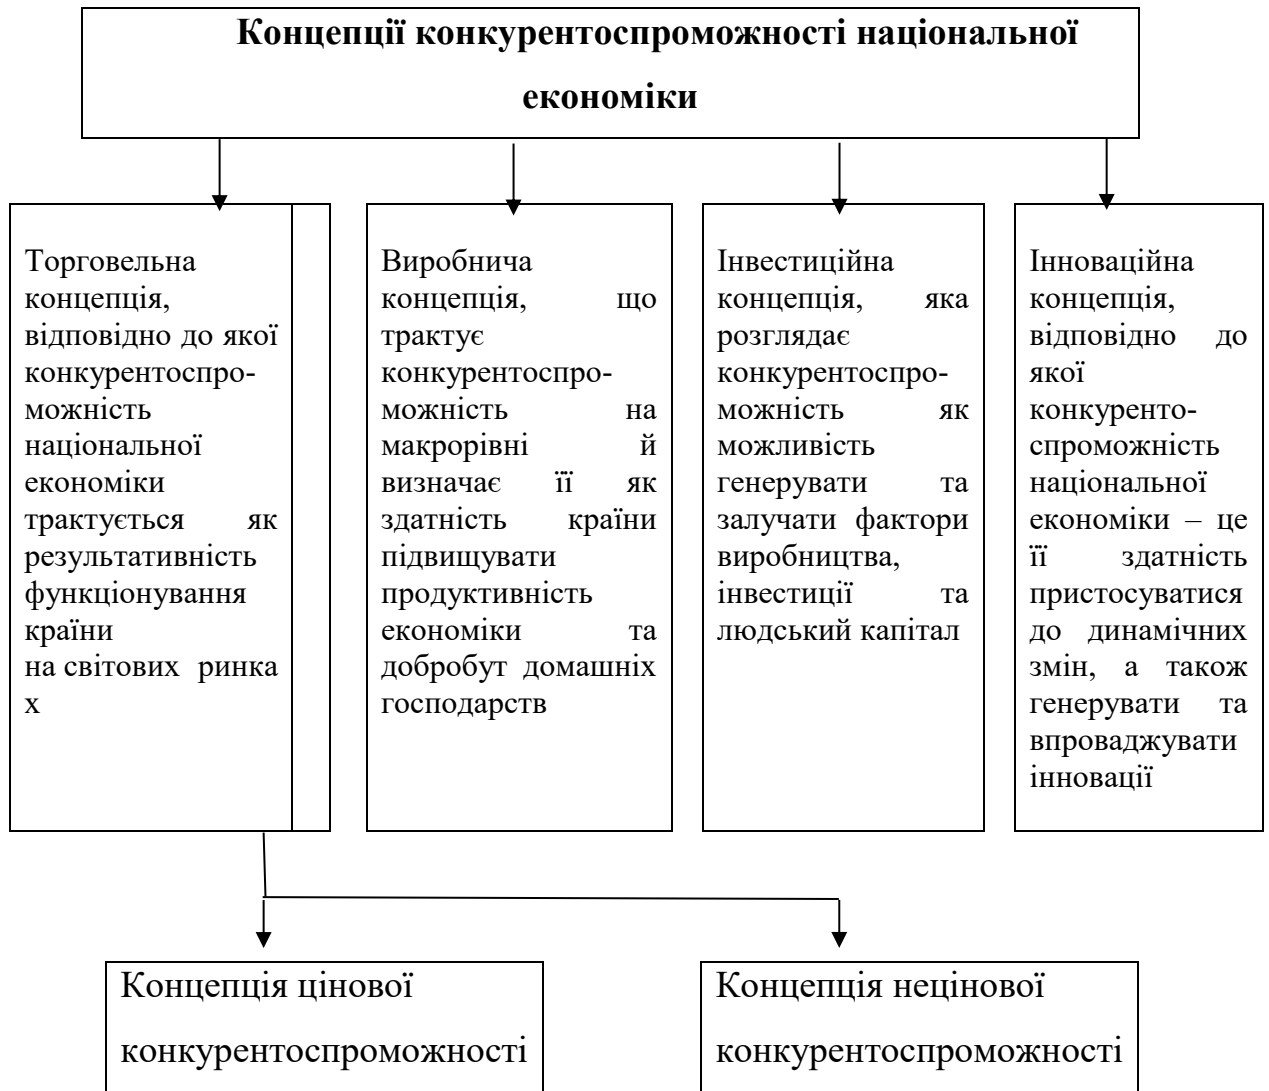 Концепції конкурентоспроможності національної
економіки
Торговельна
концепція,
відповідно до якої
конкурентоспро-
можність
національної
економіки
трактується як
результативність
функціонування
країни
на світових ринка
х
Виробнича
концепція, що
трактує
конкурентоспро-
можність на
макрорівні й
визначає її як
здатність країни
підвищувати
продуктивність
економіки та
добробут домашніх
господарств
Інвестиційна
концепція, яка
розглядає
конкурентоспро-
можність як
можливість
генерувати та
залучати фактори
виробництва,
інвестиції та
людський капітал
Інноваційна
концепція,
відповідно до
якої
конкуренто-
спроможність
національної
економіки – це
її здатність
пристосуватися
до динамічних
змін, а також
генерувати та
впроваджувати
інновації
Концепція цінової
конкурентоспроможності
Концепція нецінової
конкурентоспроможності